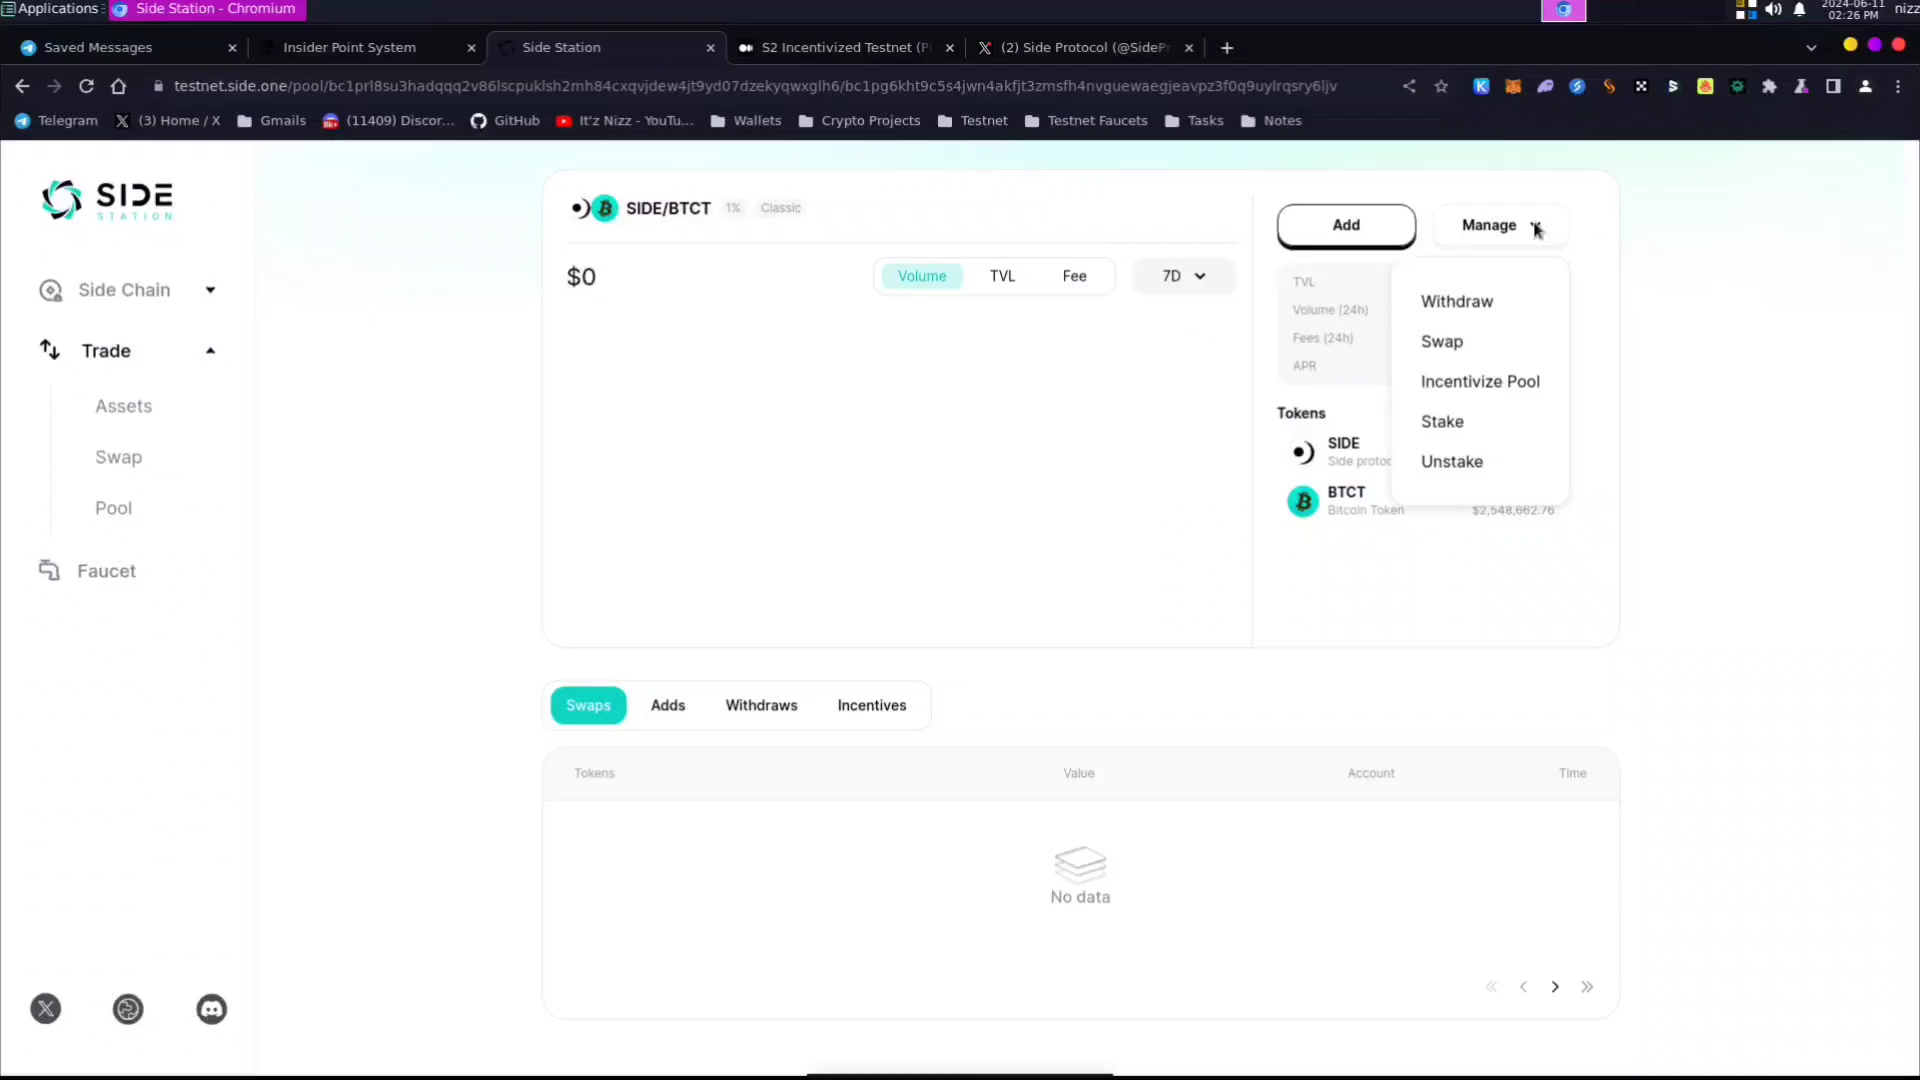 Applications :
Side Station - Chromium
2024-06-11
02:26 PM
nizz
Saved Messages
Insider Point System
Side Station
S2 Incentivized Testnet (P
(2) Side Protocol (@SidePr
testnet.side.one/pool/bc1prl8su3hadqqq2v86lscpuklsh2mh84cxqvjdew4jt9yd07dzekyqwxglh6/bc1pg6kht9c5s4jwn4akfjt3zmsfh4nvguewaegjeavpz3f0q9uylrqsry6ljv
Telegram
(3) Home / X
Gmails
(11409) Discor...
GitHub
It'z Nizz - YouTu...
Wallets
Crypto Projects
Testnet
Testnet Faucets
Tasks
Notes
SIDE
STATION
Side Chain
Trade
Assets
Swap
Pool
Faucet
SIDE/BTCT
1%
Classic
$0
Volume
TVL
Fee
7D
Add
Manage
TVL
Volume (24h)
Fees (24h)
APR
Withdraw
Swap
Incentivize Pool
Stake
Unstake
Tokens
SIDE
Side protoc
BTCT
Bitcoin Token
$2,548,662.76
Swaps
Adds
Withdraws
Incentives
Tokens
Value
Account
Time
No data